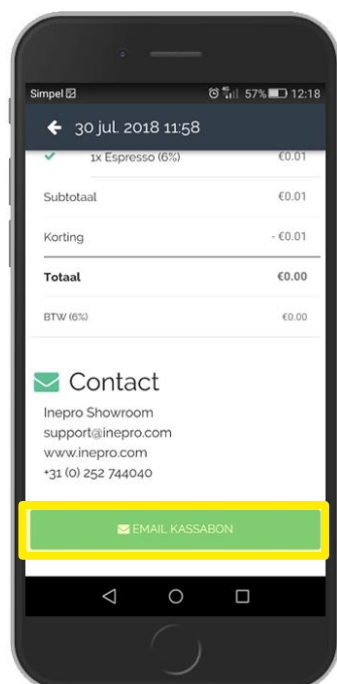 Simpel 4G 57% 12:18
30 jul. 2018 11:58
1x Espresso (6%) €0.01
Subtotaal €0.01
Korting - €0.01
Totaal €0.00
BTW (6%) €0.00
Contact
Inepro Showroom
support@inepro.com
www.inepro.com
+31 (0) 252 744040
EMAIL KASSABON